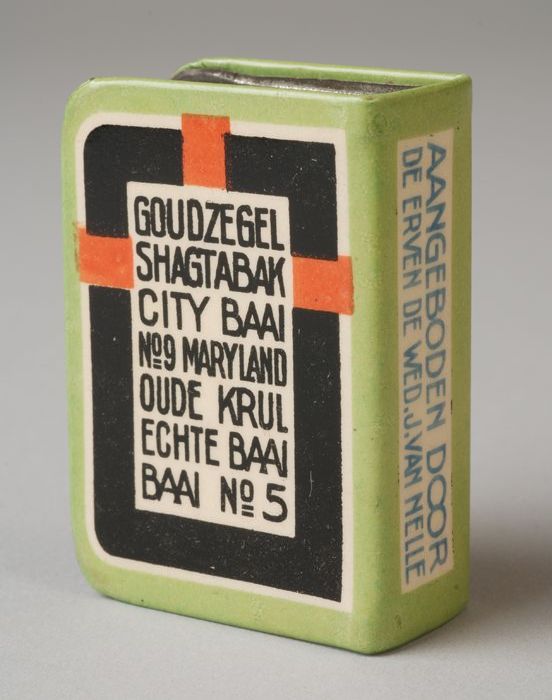 GOUDZEGEL
SHAGTABAK
CITY BAAI
No9 MARYLAND
OUDE KRUL
ECHTE BAAI
BAAI No 5
AANGEBODEN DOOR
DE ERVEN DE WED. J. VAN NELLE